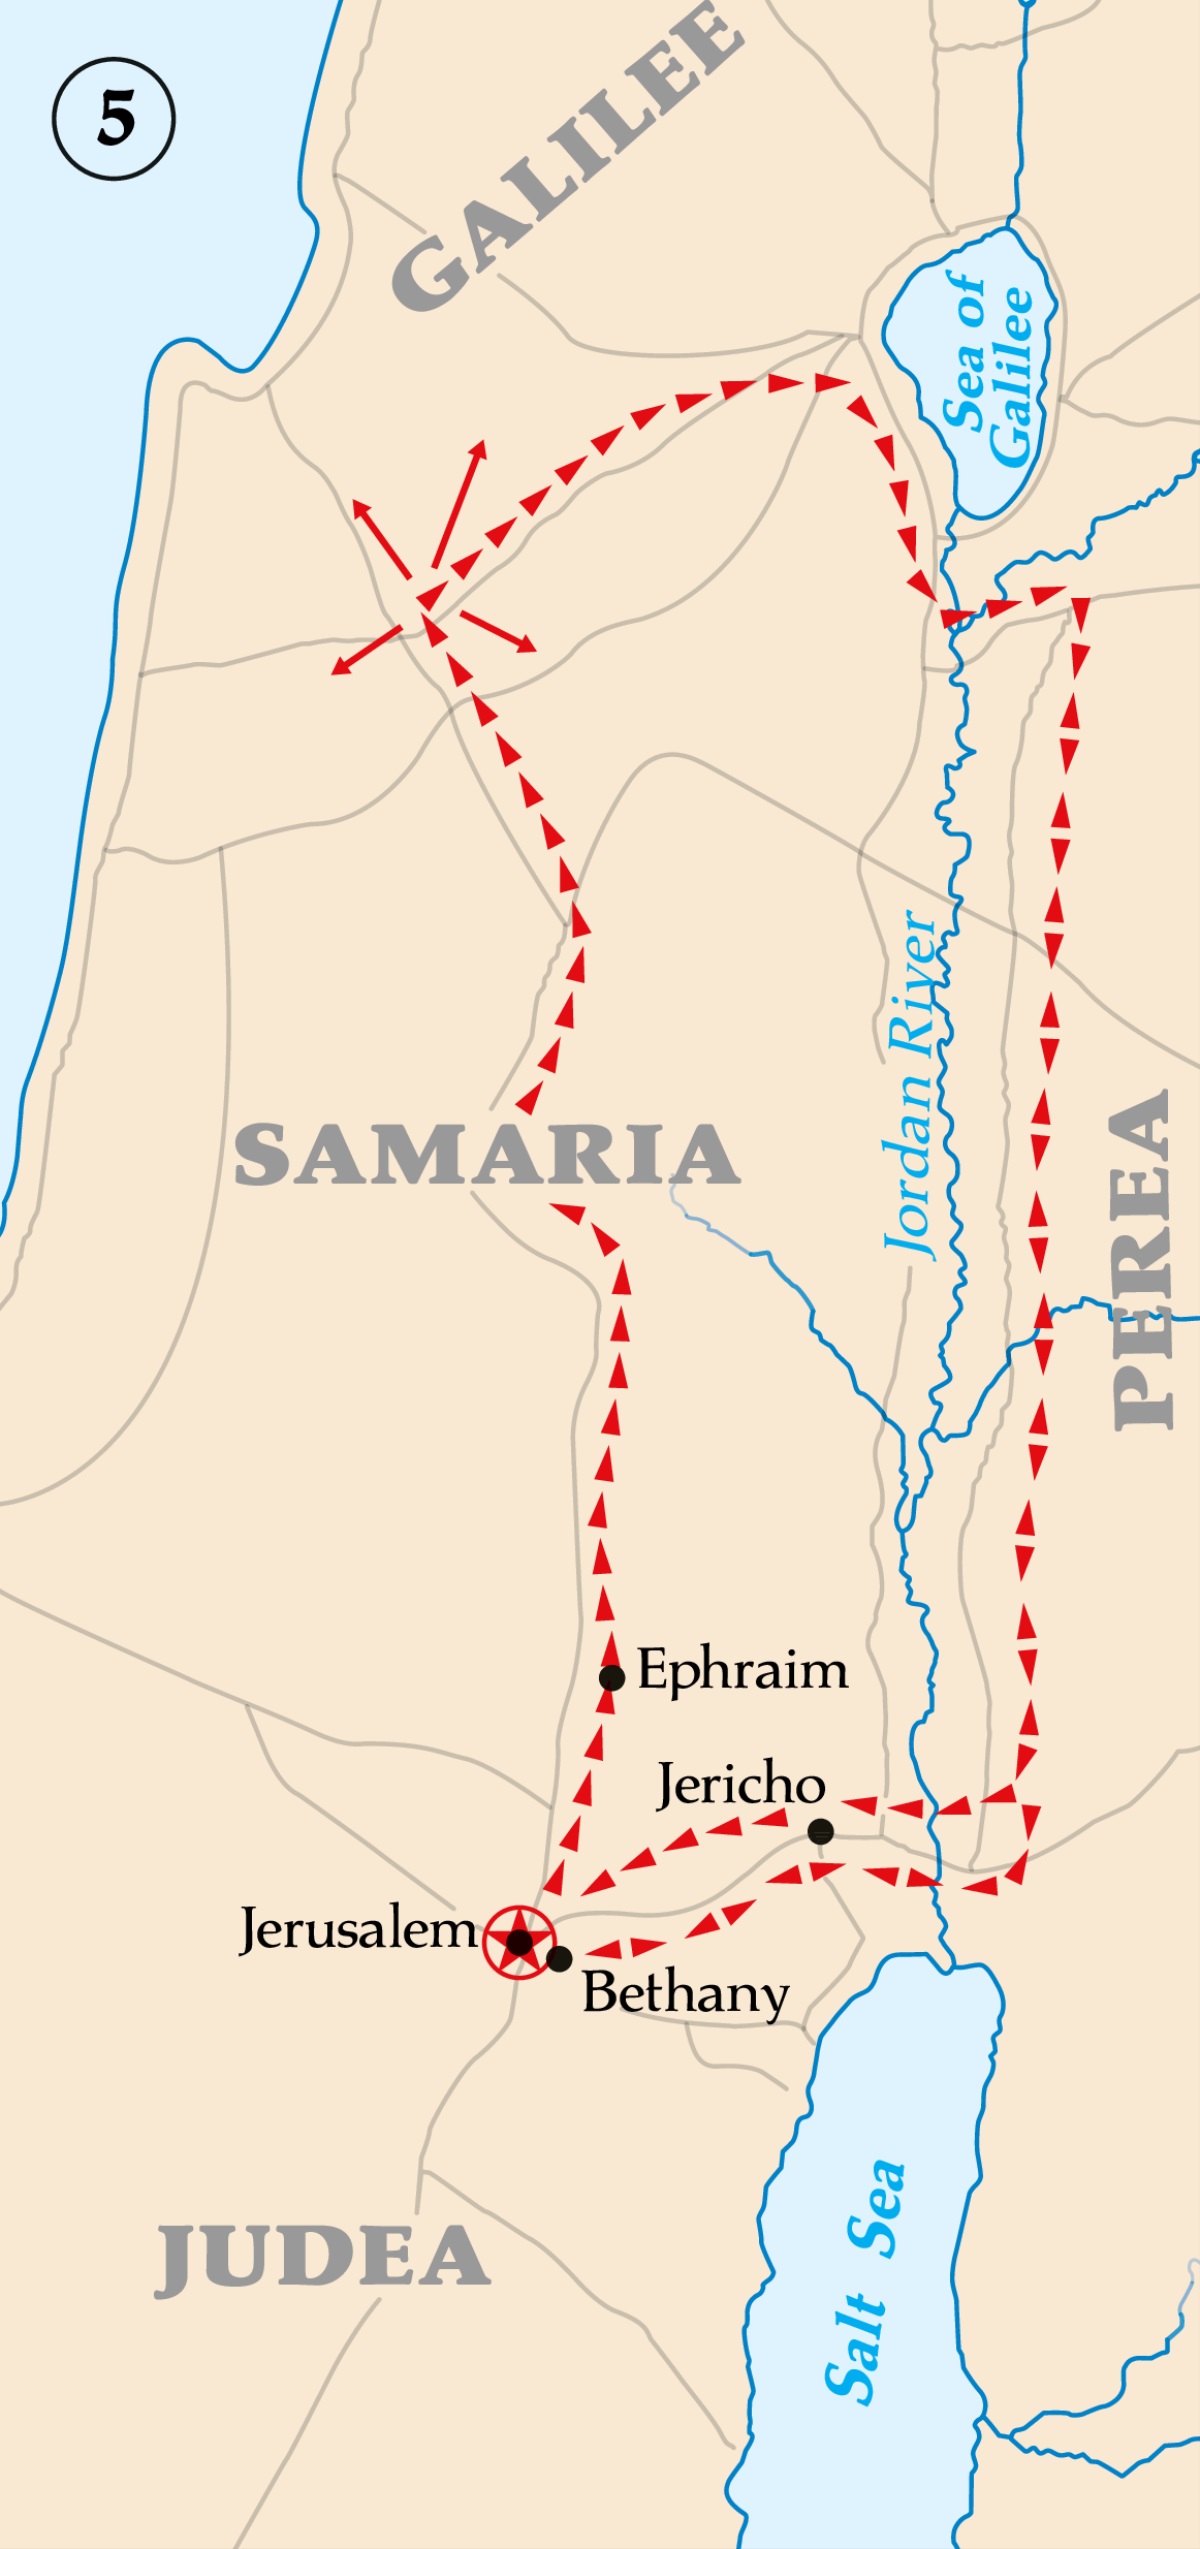 5
GALILEE
Sea of
Galilee
Jordan River
SAMARIA
PEREA
Ephraim
Jericho
Jerusalem
Bethany
JUDEA
Salt Sea